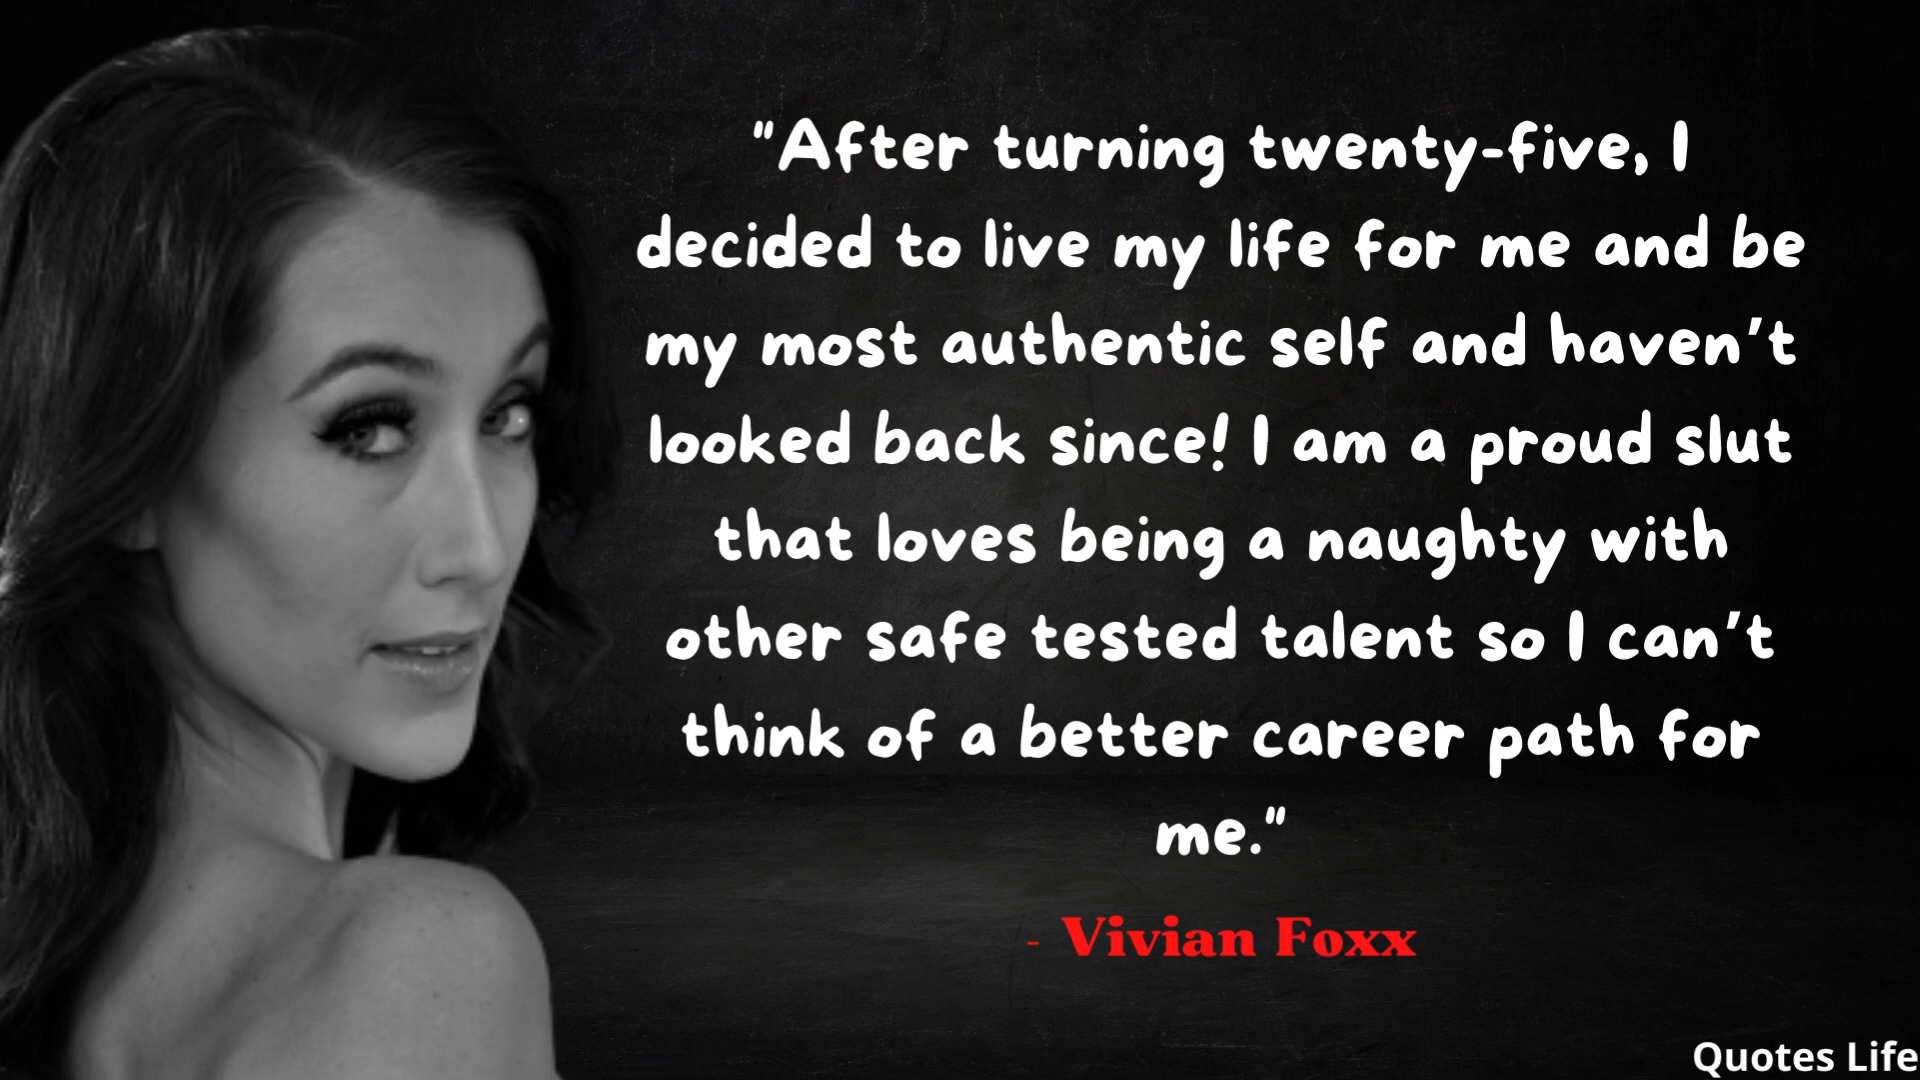 "After turning twenty-five, I
decided to live my life for me and be
my most authentic self and haven't
looked back since! I am a proud slut
that loves being a naughty with
other safe tested talent so I can't
think of a better career path for
me."
- Vivian Foxx
Quotes Life